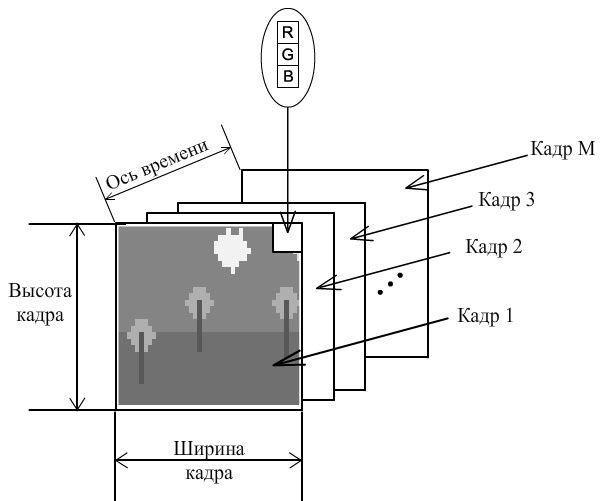 R
G
B
Ось времени
Кадр М
Кадр 3
Кадр 2
Кадр 1
Высота
кадра
Ширина
кадра